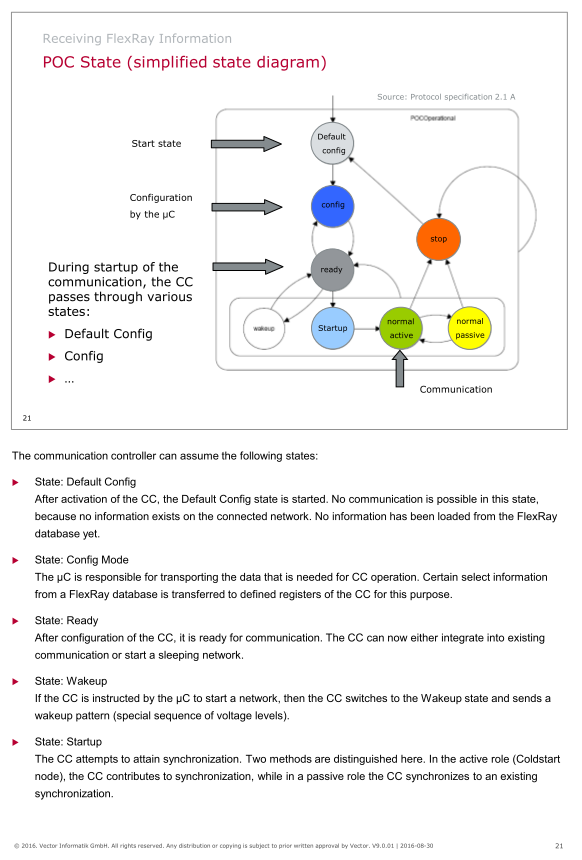 Receiving FlexRay Information
POC State (simplified state diagram)
Source: Protocol specification 2.1 A
POCOperational
Default
config
Start state
Configuration
by the µC
config
stop
During startup of the
communication, the CC
passes through various
states:
ready
▶ Default Config
▶ Config
▶ ...
wakeup
Startup
normal
active
normal
passive
Communication
21
The communication controller can assume the following states:
▶ State: Default Config
After activation of the CC, the Default Config state is started. No communication is possible in this state,
because no information exists on the connected network. No information has been loaded from the FlexRay
database yet.
▶ State: Config Mode
The µC is responsible for transporting the data that is needed for CC operation. Certain select information
from a FlexRay database is transferred to defined registers of the CC for this purpose.
▶ State: Ready
After configuration of the CC, it is ready for communication. The CC can now either integrate into existing
communication or start a sleeping network.
▶ State: Wakeup
If the CC is instructed by the µC to start a network, then the CC switches to the Wakeup state and sends a
wakeup pattern (special sequence of voltage levels).
▶ State: Startup
The CC attempts to attain synchronization. Two methods are distinguished here. In the active role (Coldstart
node), the CC contributes to synchronization, while in a passive role the CC synchronizes to an existing
synchronization.
© 2016. Vector Informatik GmbH. All rights reserved. Any distribution or copying is subject to prior written approval by Vector. V9.0.01 | 2016-08-30
21